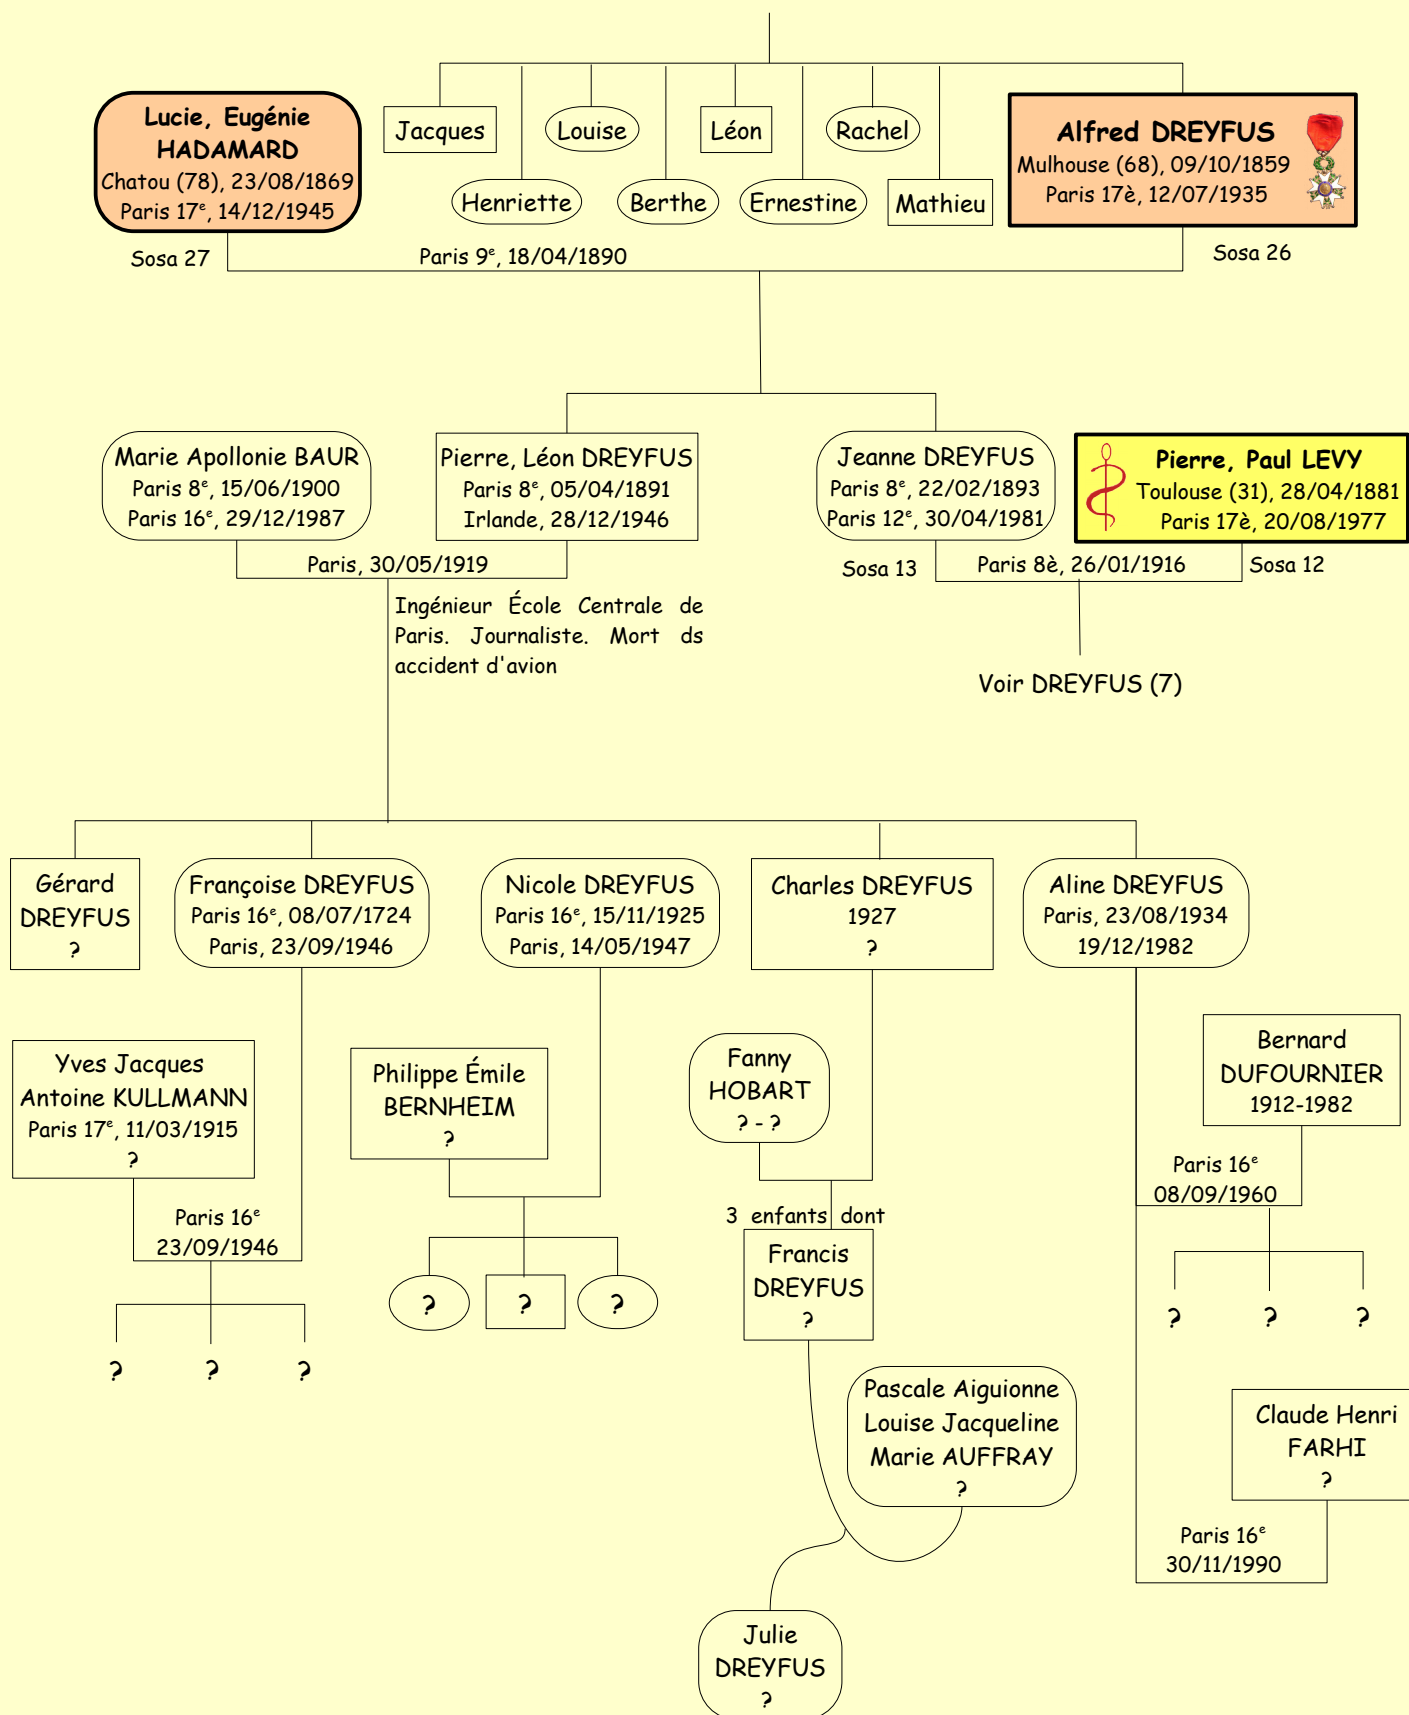 Lucie, Eugénie
HADAMARD
Chatou (78), 23/08/1869
Paris 17e, 14/12/1945
Jacques
Henriette
Louise
Berthe
Léon
Ernestine
Rachel
Mathieu
Alfred DREYFUS
Mulhouse (68), 09/10/1859
Paris 17è, 12/07/1935
Sosa 27
Paris 9e, 18/04/1890
Sosa 26
Marie Apollonie BAUR
Paris 8e, 15/06/1900
Paris 16e, 29/12/1987
Pierre, Léon DREYFUS
Paris 8e, 05/04/1891
Irlande, 28/12/1946
Jeanne DREYFUS
Paris 8e, 22/02/1893
Paris 12e, 30/04/1981
Pierre, Paul LEVY
Toulouse (31), 28/04/1881
Paris 17è, 20/08/1977
Paris, 30/05/1919
Sosa 13
Paris 8è, 26/01/1916
Sosa 12
Ingénieur École Centrale de
Paris. Journaliste. Mort ds
accident d'avion
Voir DREYFUS (7)
Gérard
DREYFUS
?
Françoise DREYFUS
Paris 16e, 08/07/1724
Paris, 23/09/1946
Nicole DREYFUS
Paris 16e, 15/11/1925
Paris, 14/05/1947
Charles DREYFUS
1927
?
Aline DREYFUS
Paris, 23/08/1934
19/12/1982
Yves Jacques
Antoine KULLMANN
Paris 17e, 11/03/1915
?
Philippe Émile
BERNHEIM
?
Fanny
HOBART
? - ?
Bernard
DUFOURNIER
1912-1982
Paris 16e
23/09/1946
Paris 16e
08/09/1960
3 enfants dont
Francis
DREYFUS
?
? ? ?
? ? ?
? ? ?
Pascale Aiguionne
Louise Jacqueline
Marie AUFFRAY
?
Claude Henri
FARHI
?
Paris 16e
30/11/1990
Julie
DREYFUS
?